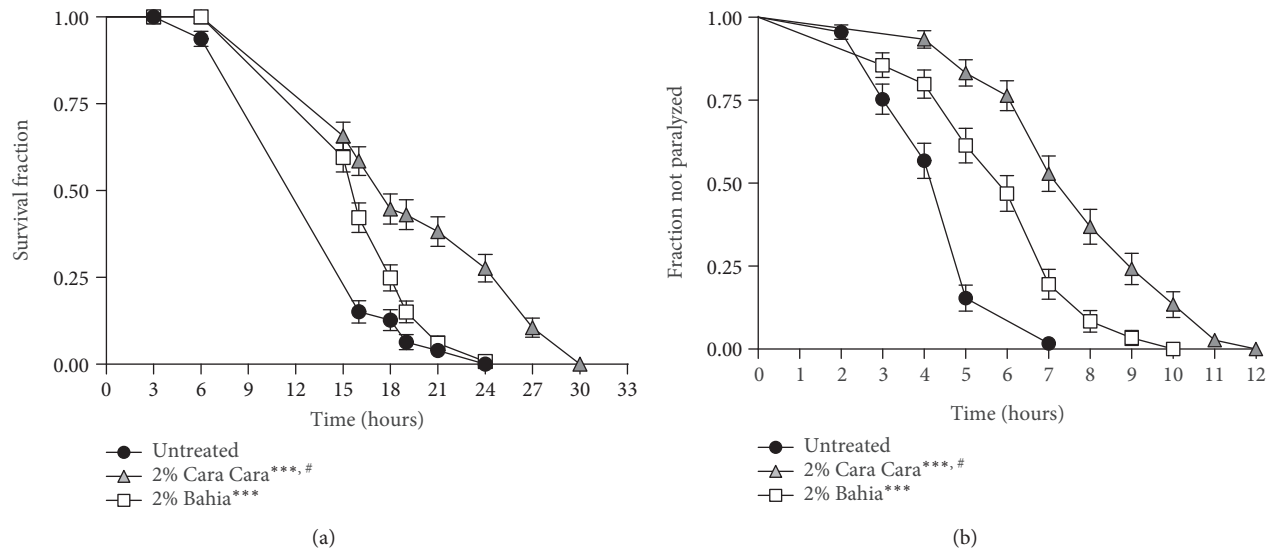 1.00
0.75
0.50
0.25
0.00
Survival fraction
0 3 6 9 12 15 18 21 24 27 30 33
Time (hours)
Untreated
2% Cara Cara***, #
2% Bahia***
(a)
1.00
0.75
0.50
0.25
0.00
Fraction not paralyzed
0 1 2 3 4 5 6 7 8 9 10 11 12
Time (hours)
Untreated
2% Cara Cara***, #
2% Bahia***
(b)